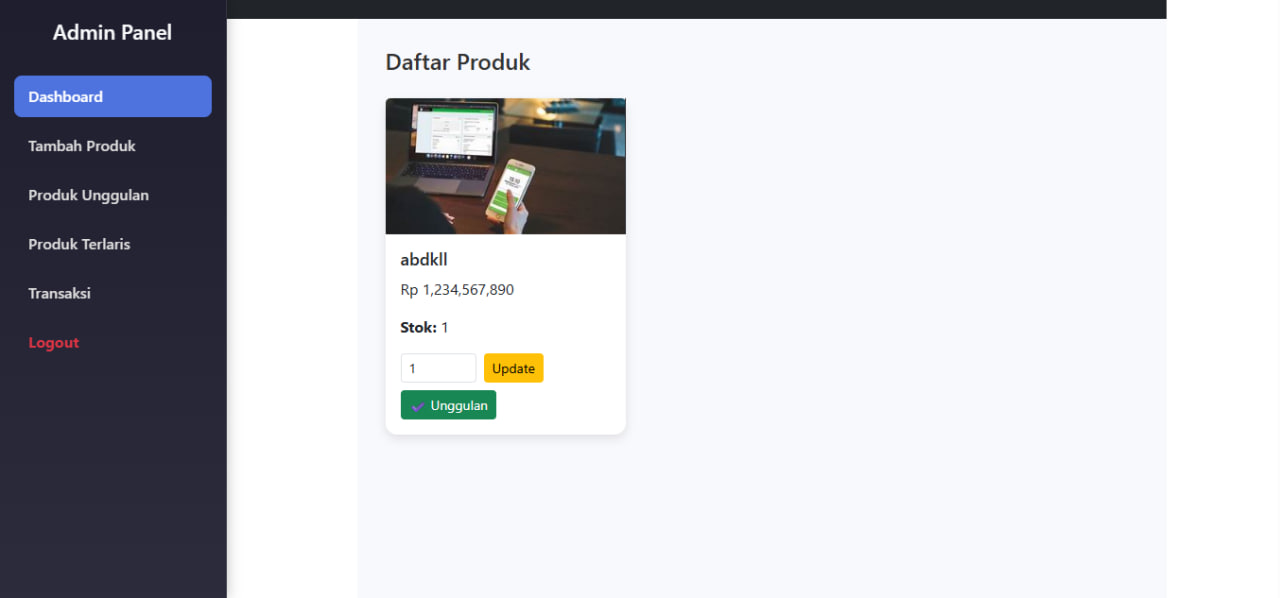 Admin Panel
Dashboard
Tambah Produk
Produk Unggulan
Produk Terlaris
Transaksi
Logout
Daftar Produk
abdkll
Rp 1,234,567,890
Stok: 1
1 Update
✔ Unggulan